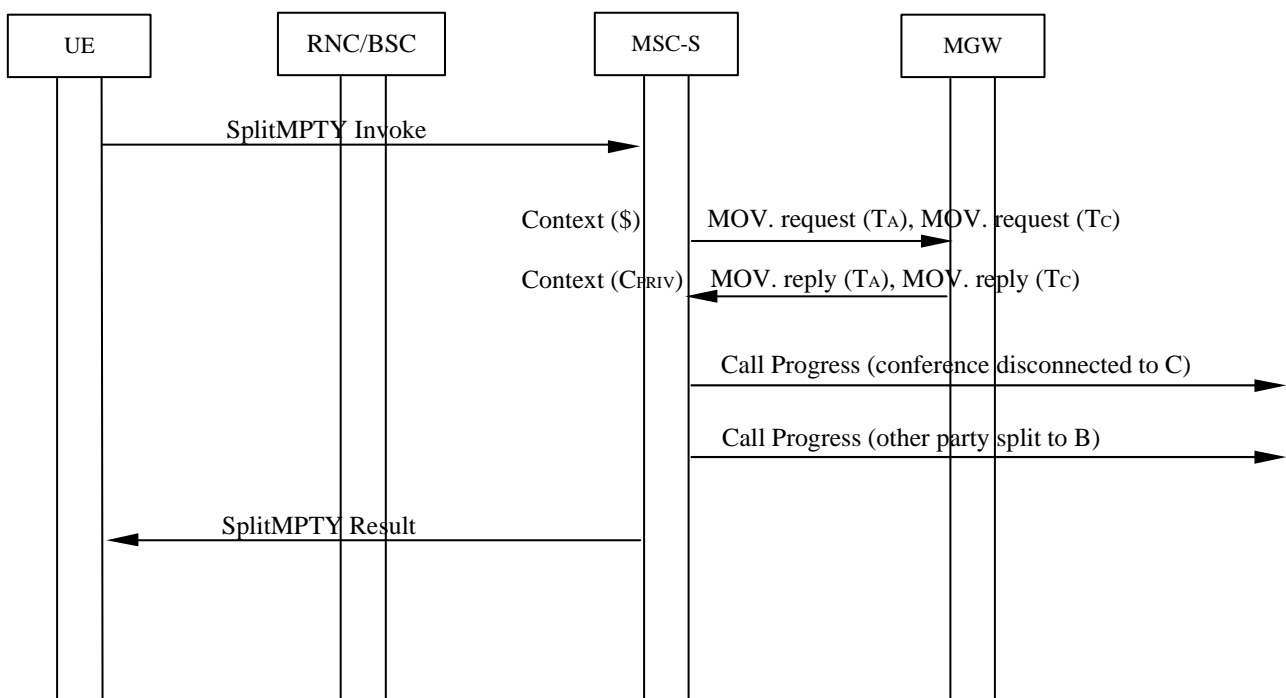 UE
RNC/BSC
MSC-S
MGW
SplitMPTY Invoke
Context ($) MOV. request (TA), MOV. request (TC)
Context (CPRIV) MOV. reply (TA), MOV. reply (TC)
Call Progress (conference disconnected to C)
Call Progress (other party split to B)
SplitMPTY Result